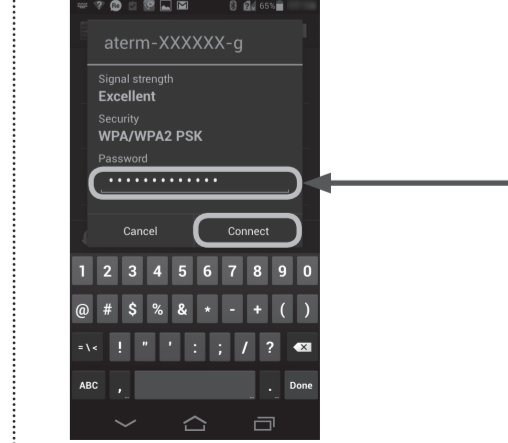 65%
aterm-XXXXXX-g
Signal strength
Excellent
Security
WPA/WPA2 PSK
Password
•••••••••••••
Cancel Connect
1 2 3 4 5 6 7 8 9 0
@ # $ % & * - + ( )
= \ < ! " ' : ; / ?
ABC , _ . Done